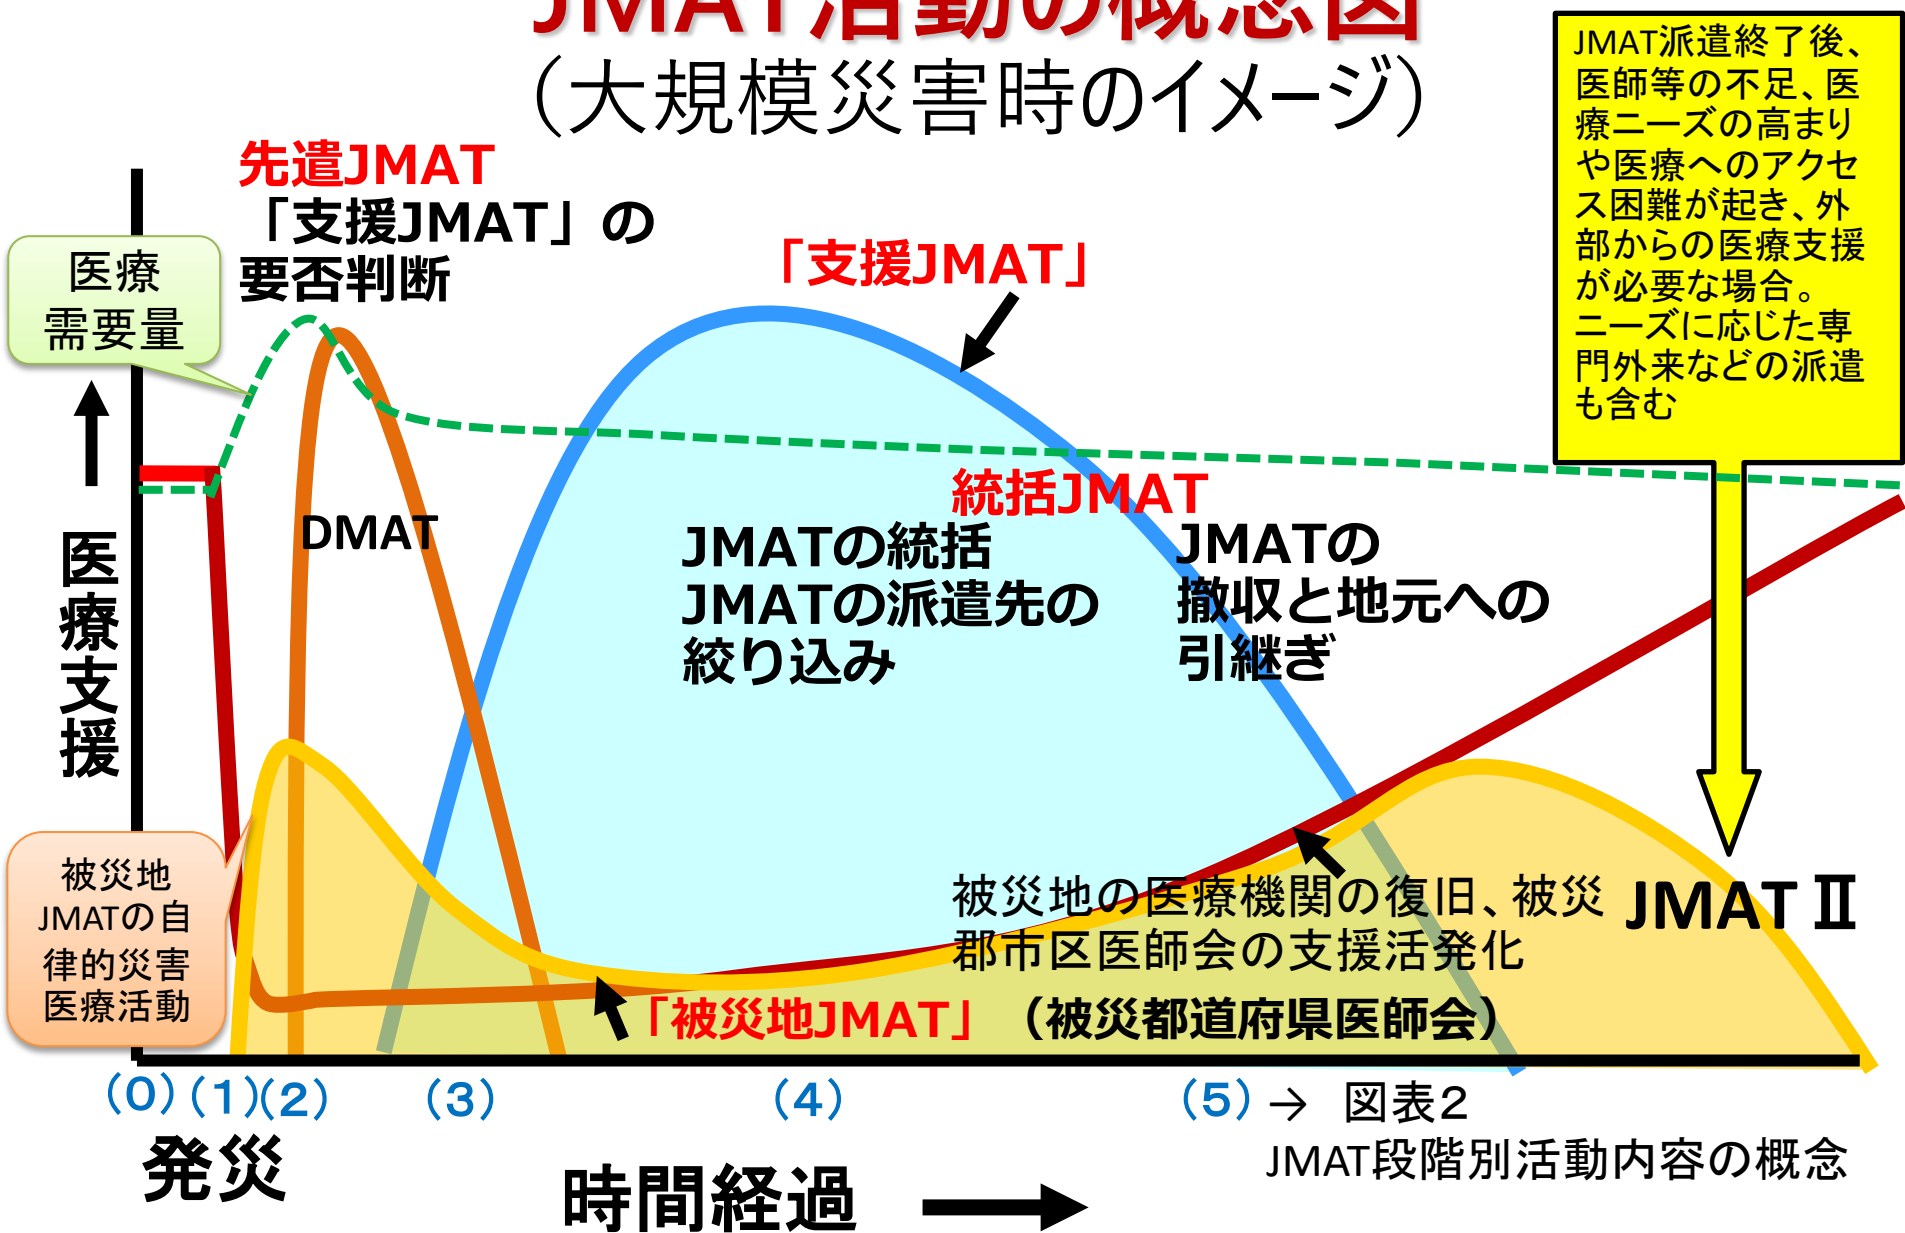 JMAT活動の概念図
（大規模災害時のイメージ）
JMAT派遣終了後、
医師等の不足、医
療ニーズの高まり
や医療へのアクセ
ス困難が起き、外
部からの医療支援
が必要な場合。
ニーズに応じた専
門外来などの派遣
も含む
先遣JMAT
「支援JMAT」の
要否判断
医療
需要量
「支援JMAT」
医療支援
DMAT
統括JMAT
JMATの統括
JMATの派遣先の
絞り込み
JMATの
撤収と地元への
引継ぎ
被災地
JMATの自
律的災害
医療活動
被災地の医療機関の復旧、被災
郡市区医師会の支援活発化
JMATⅡ
「被災地JMAT」（被災都道府県医師会）
（0）（1）（2）（3）（4）（5）→ 図表2
JMAT段階別活動内容の概念
発災
時間経過